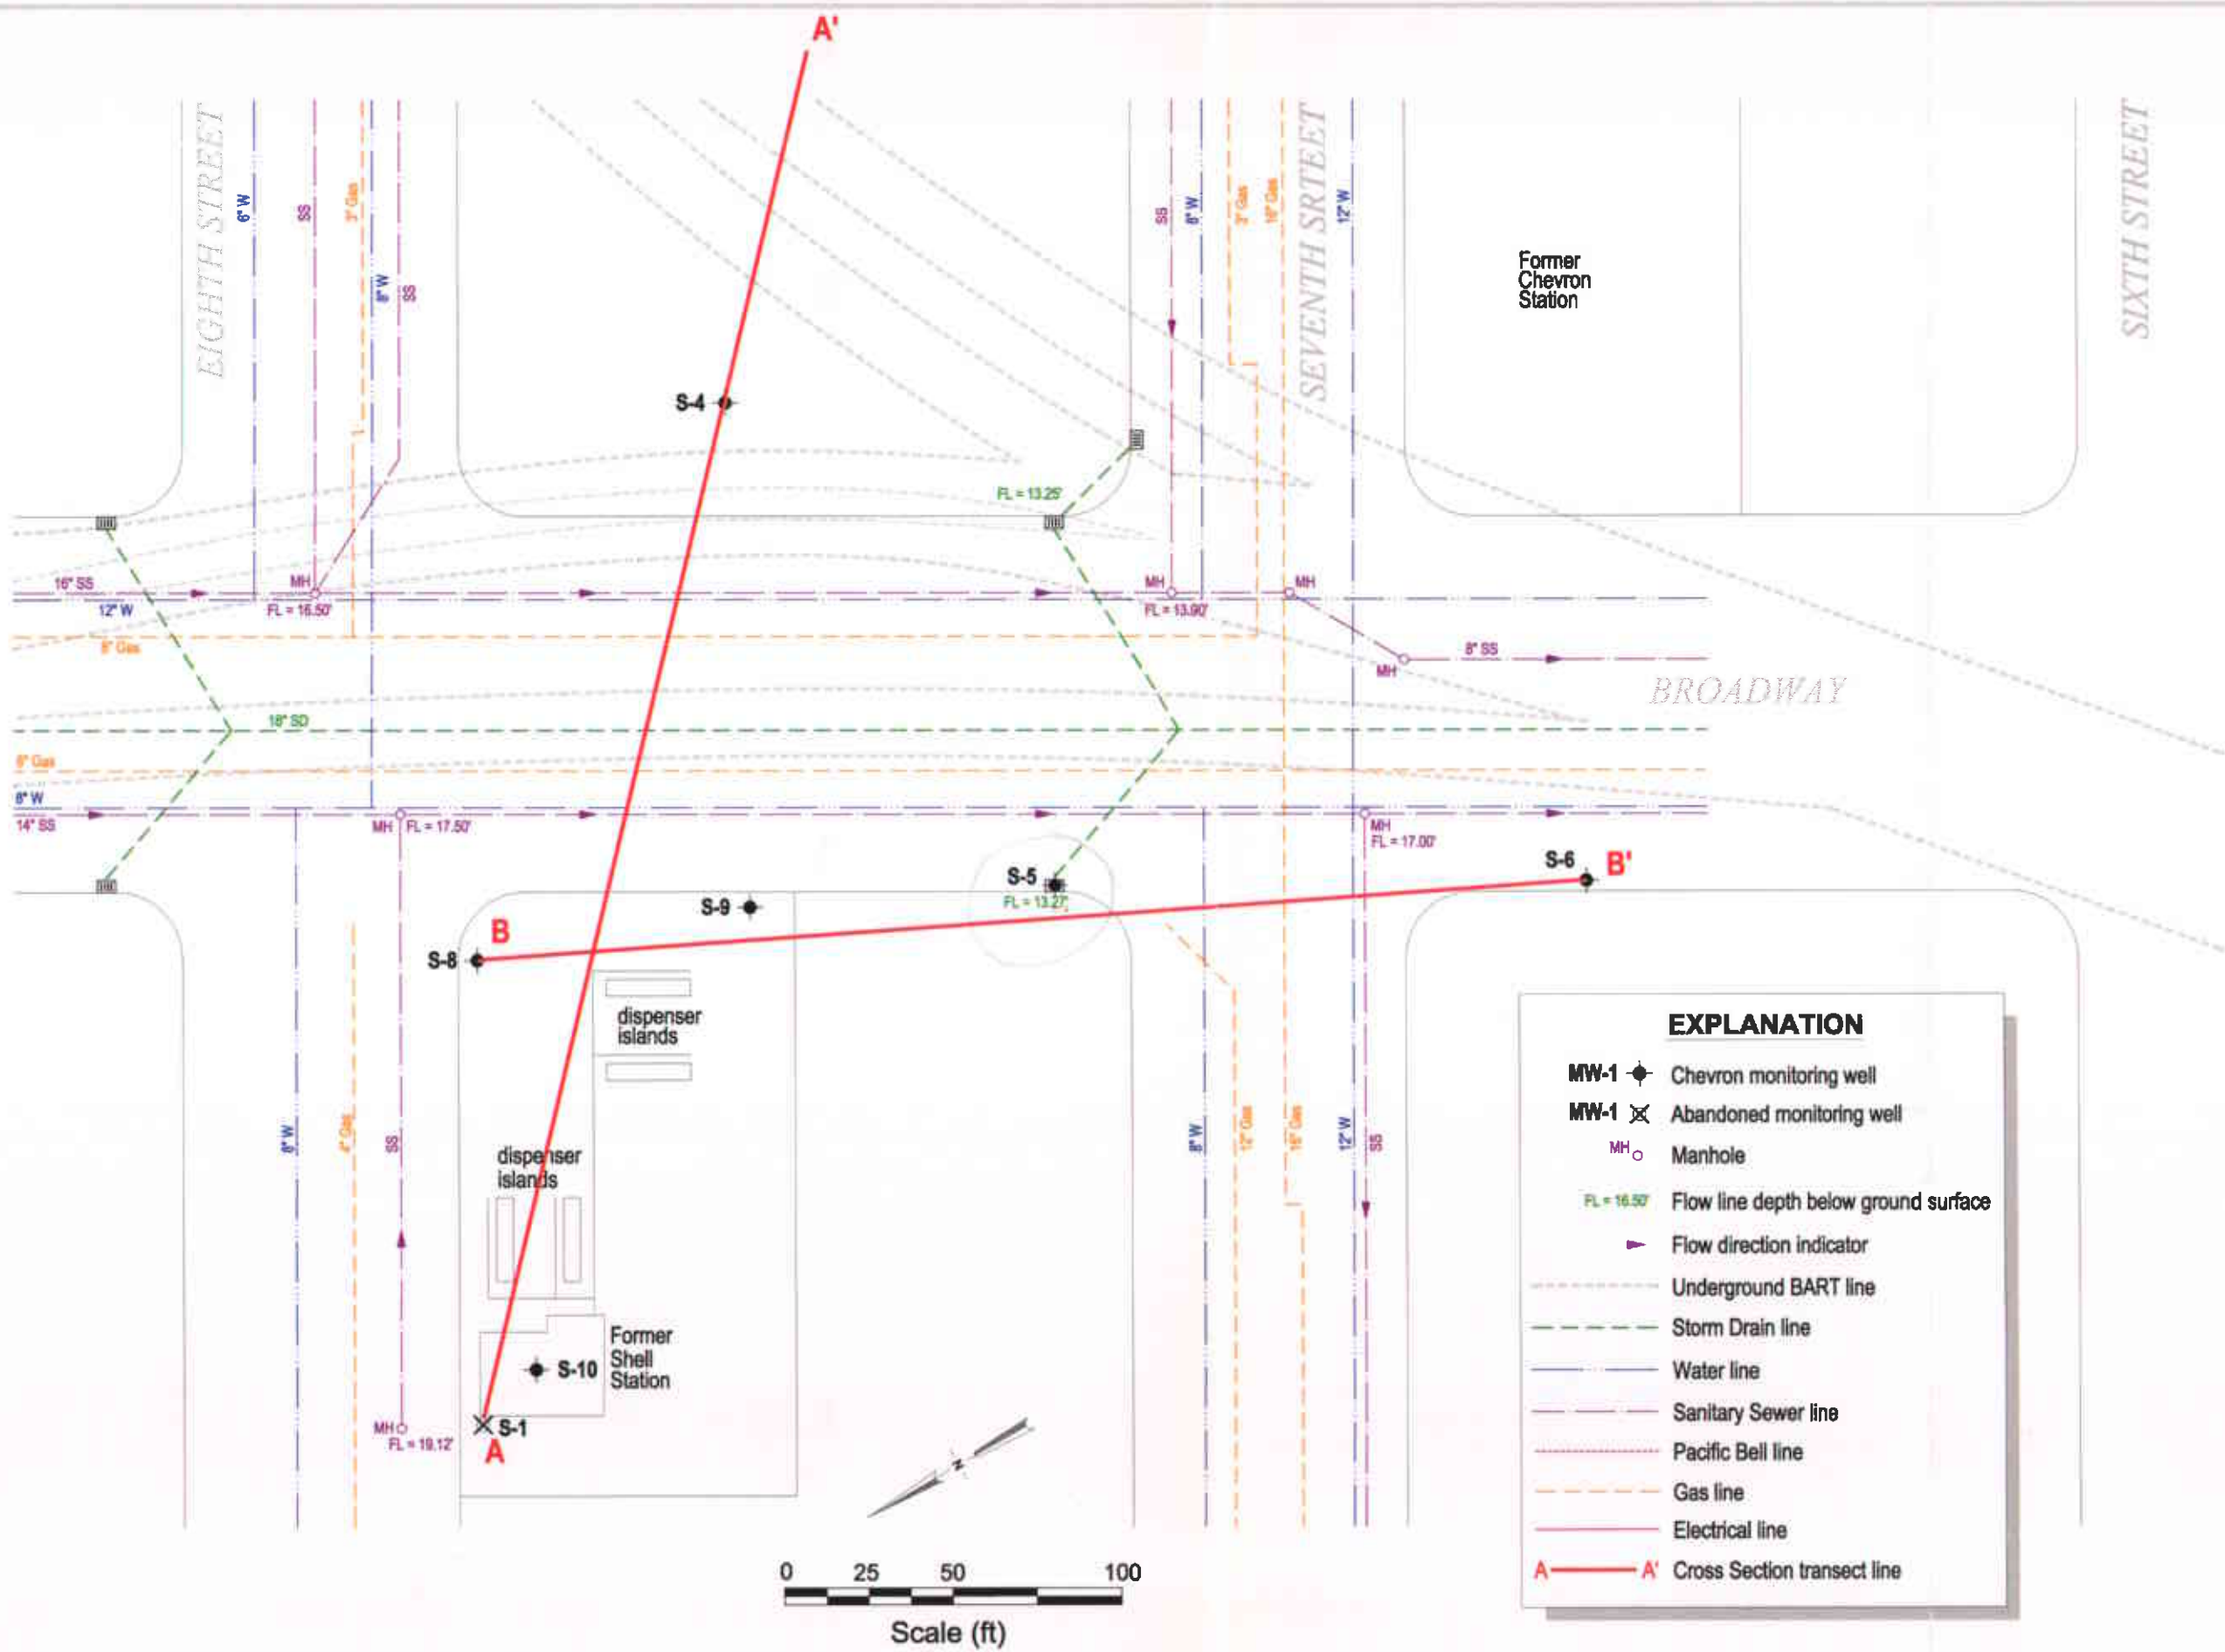 A'
EIGHTH STREET
6" W
SS
3" Gas
8" W
SS
SS
8" W
3" Gas
16" Gas
SEVENTH SRTEET
12" W
Former
Chevron
Station
SIXTH STREET
S-4
FL = 13.25'
16" SS
12" W
MH
FL = 16.50'
MH
FL = 13.90'
MH
8" Gas
MH
8" SS
BROADWAY
18" SD
6" Gas
8" W
14" SS
MH
FL = 17.50'
MH
FL = 17.00'
S-5
FL = 13.27'
S-6
B'
S-9
B
S-8
dispenser
islands
8" W
4" Gas
SS
dispenser
islands
8" W
12" Gas
16" Gas
12" W
SS
Former
Shell
Station
S-10
S-1
A
MH
FL = 19.12'
N
0 25 50 100
Scale (ft)
EXPLANATION
MW-1 Chevron monitoring well
MW-1 Abandoned monitoring well
MH Manhole
FL = 16.50' Flow line depth below ground surface
Flow direction indicator
Underground BART line
Storm Drain line
Water line
Sanitary Sewer line
Pacific Bell line
Gas line
Electrical line
A A' Cross Section transect line